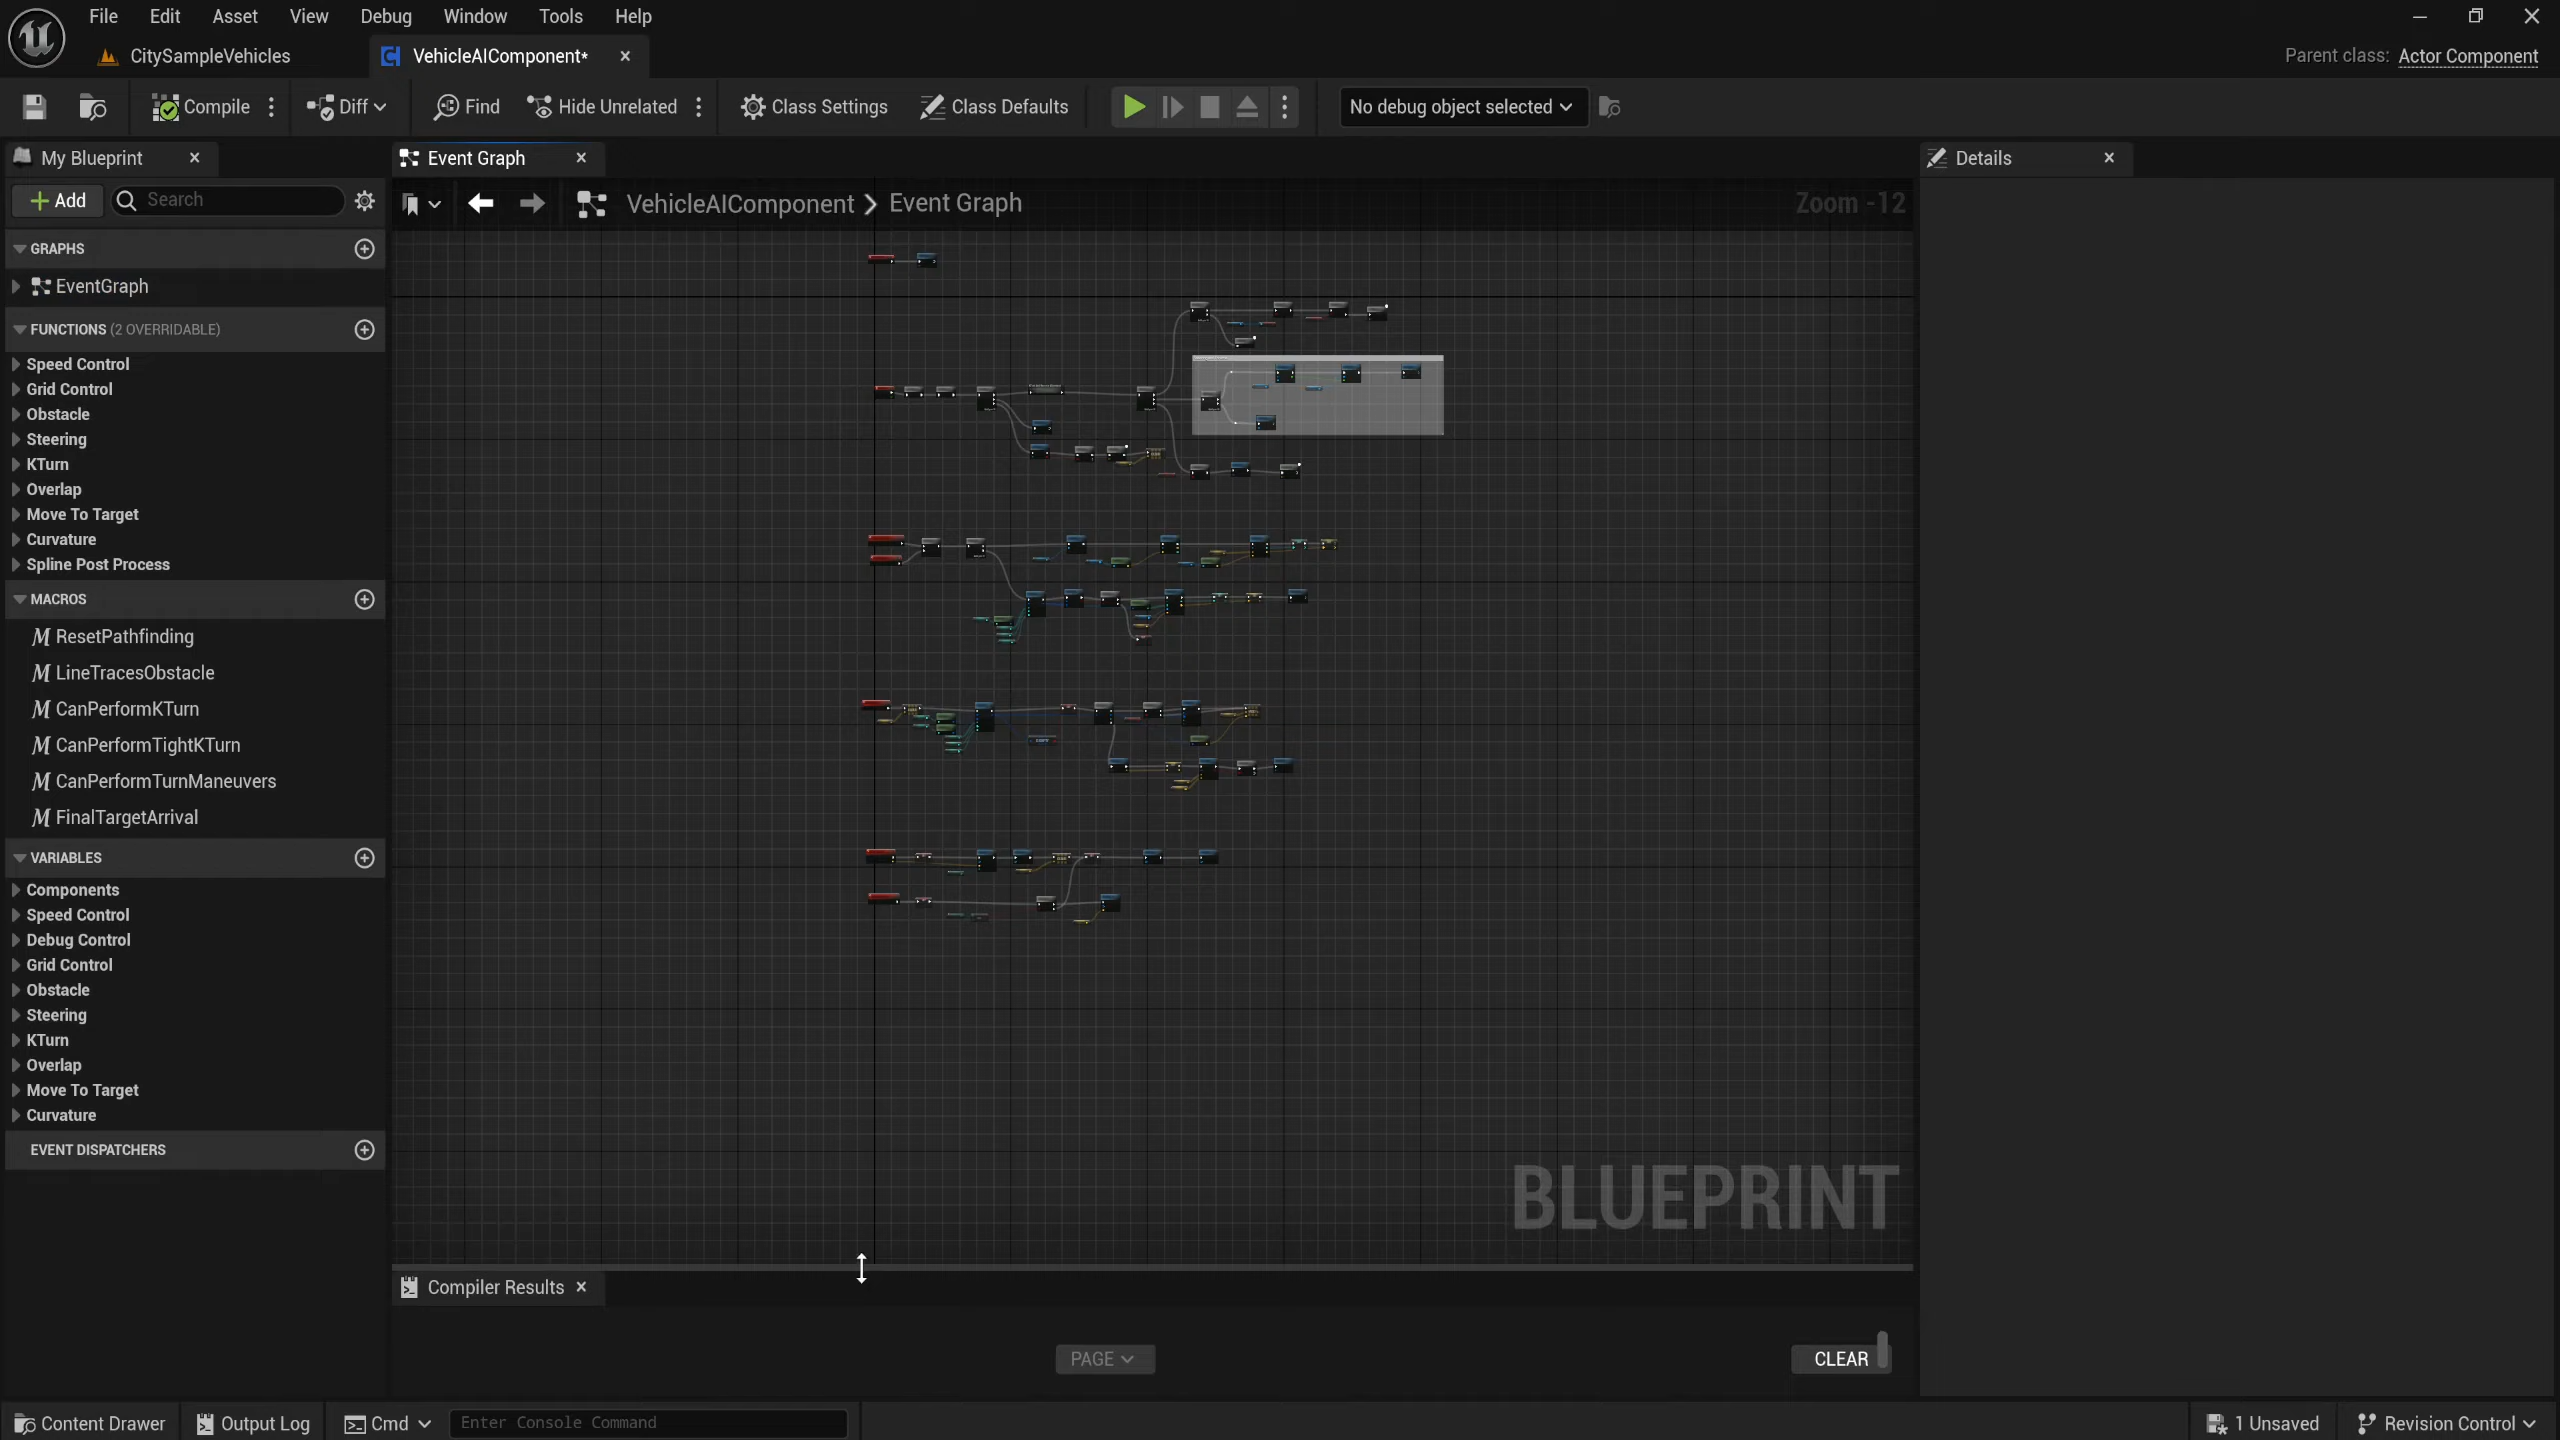 File Edit Asset View Debug Window Tools Help
CitySampleVehicles
VehicleAIComponent*
Parent class: Actor Component
Compile
Diff
Find
Hide Unrelated
Class Settings
Class Defaults
No debug object selected
My Blueprint
Event Graph
Details
Add
Search
VehicleAIComponent > Event Graph
Zoom -12
GRAPHS
EventGraph
FUNCTIONS (2 OVERRIDABLE)
Speed Control
Grid Control
Obstacle
Steering
KTurn
Overlap
Move To Target
Curvature
Spline Post Process
MACROS
ResetPathfinding
LineTracesObstacle
CanPerformKTurn
CanPerformTightKTurn
CanPerformTurnManeuvers
FinalTargetArrival
VARIABLES
Components
Speed Control
Debug Control
Grid Control
Obstacle
Steering
KTurn
Overlap
Move To Target
Curvature
EVENT DISPATCHERS
BLUEPRINT
Compiler Results
PAGE
CLEAR
Content Drawer
Output Log
Cmd
Enter Console Command
1 Unsaved
Revision Control